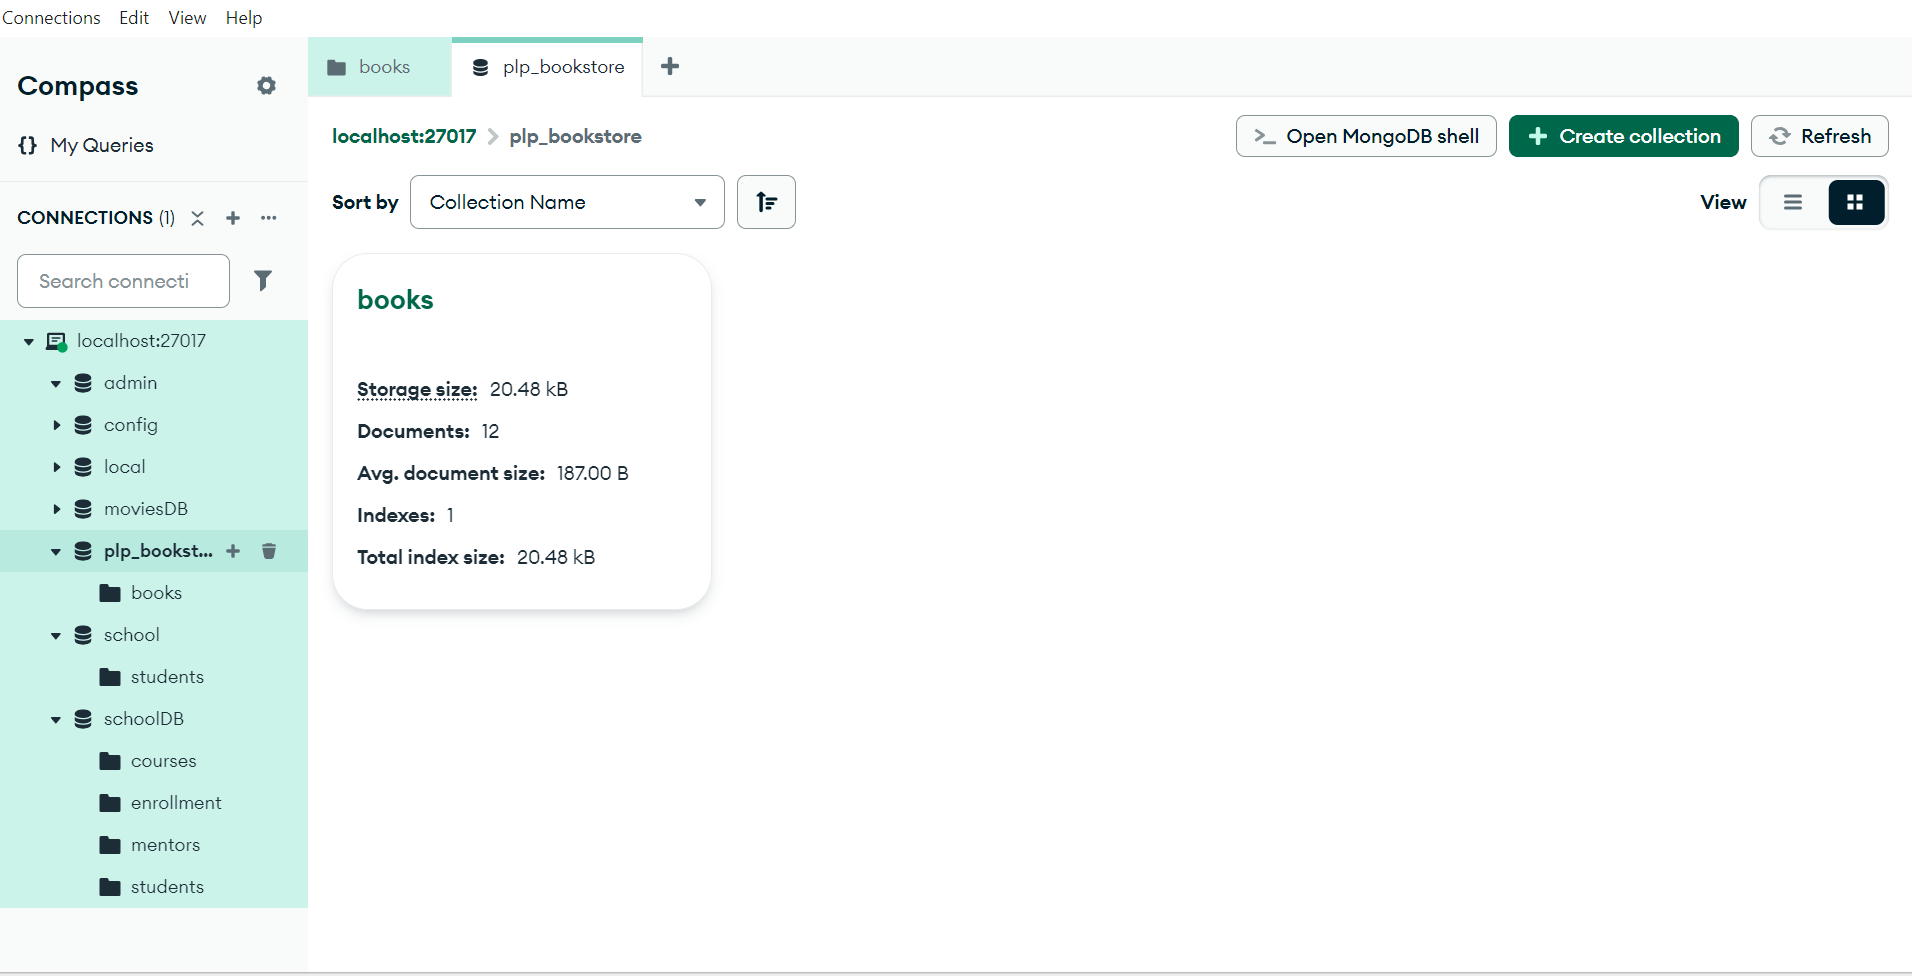 Connections Edit View Help
Compass
My Queries
CONNECTIONS (1)
Search connecti
localhost:27017
admin
config
local
moviesDB
plp_bookst...
books
school
students
schoolDB
courses
enrollment
mentors
students
books
plp_bookstore
localhost:27017 > plp_bookstore
>_ Open MongoDB shell
+ Create collection
Refresh
Sort by
Collection Name
View
books
Storage size: 20.48 kB
Documents: 12
Avg. document size: 187.00 B
Indexes: 1
Total index size: 20.48 kB